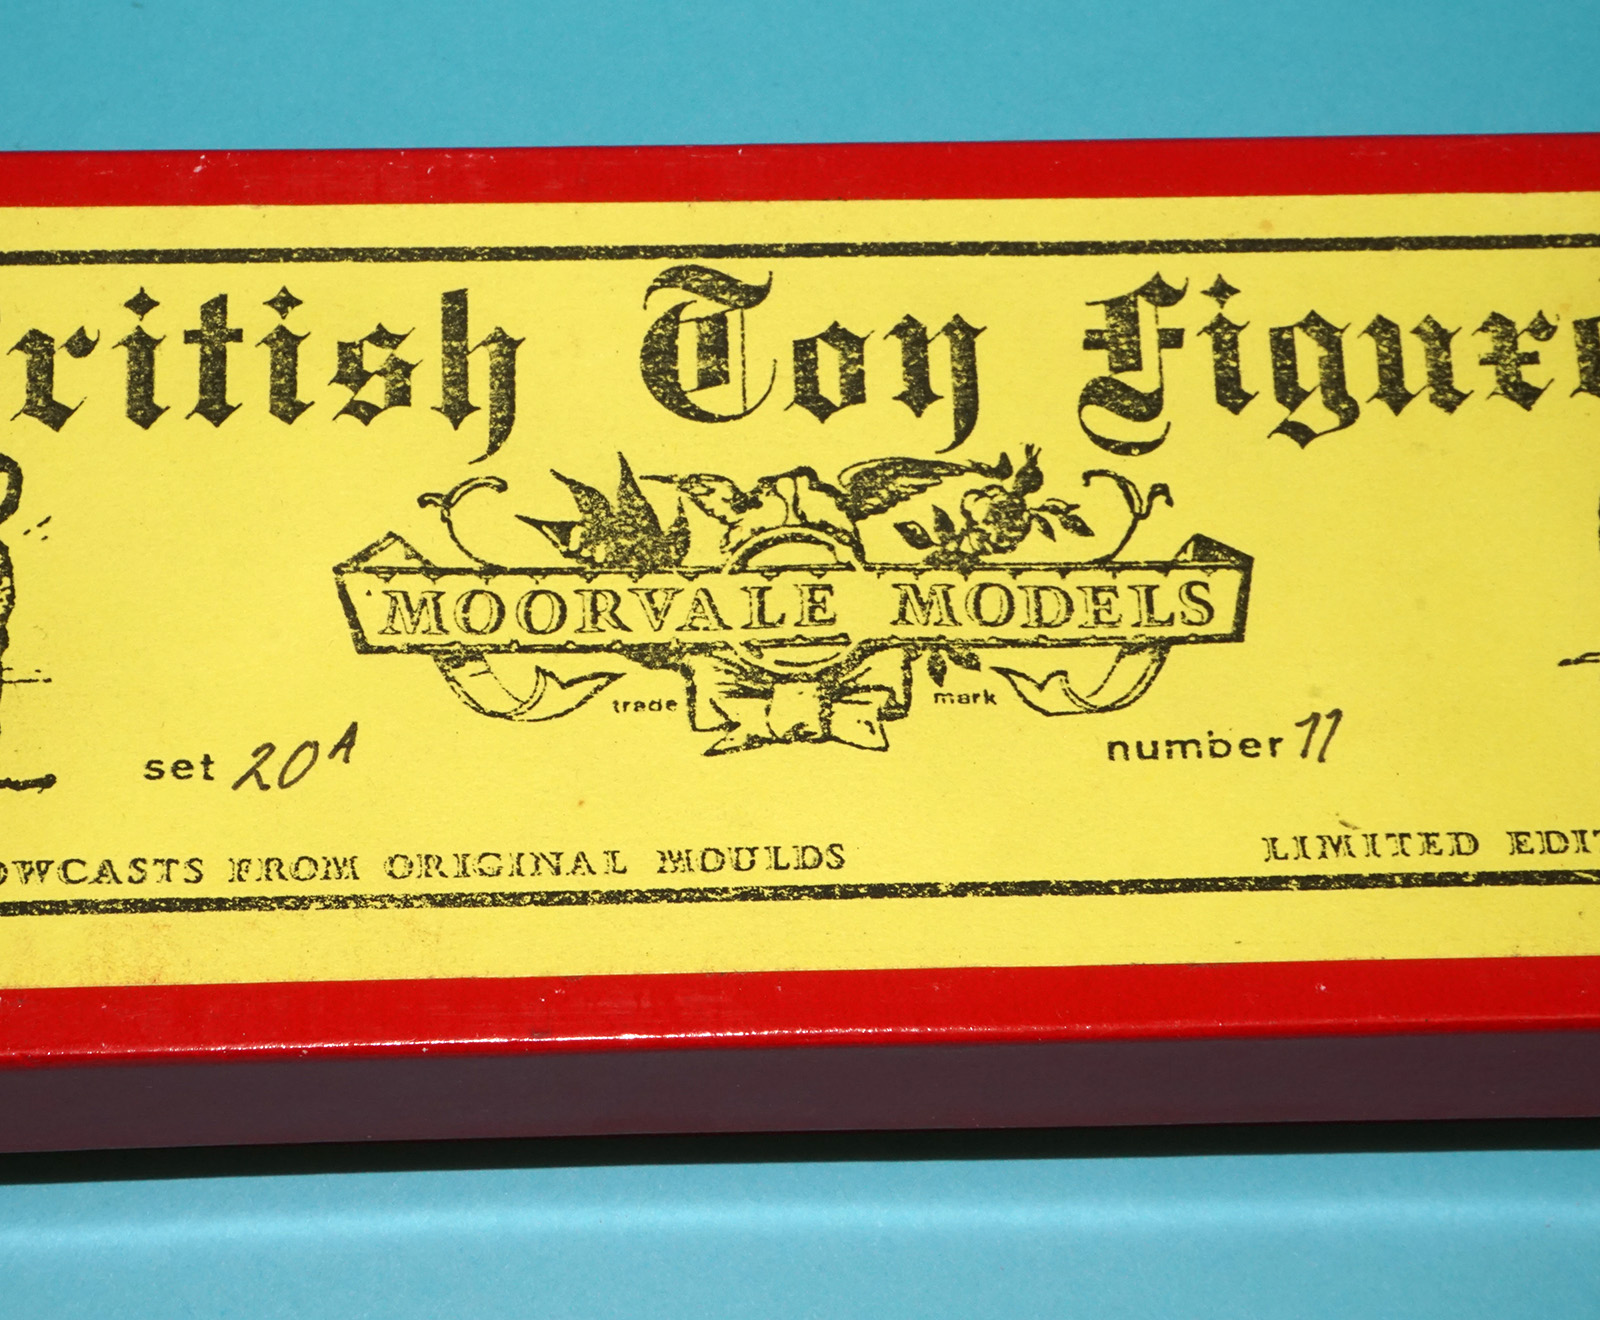 ritish Toy Figure
MOORVALE MODELS
trade mark
set 20A number 11
OWCASTS FROM ORIGINAL MOULDS LIMITED EDIT